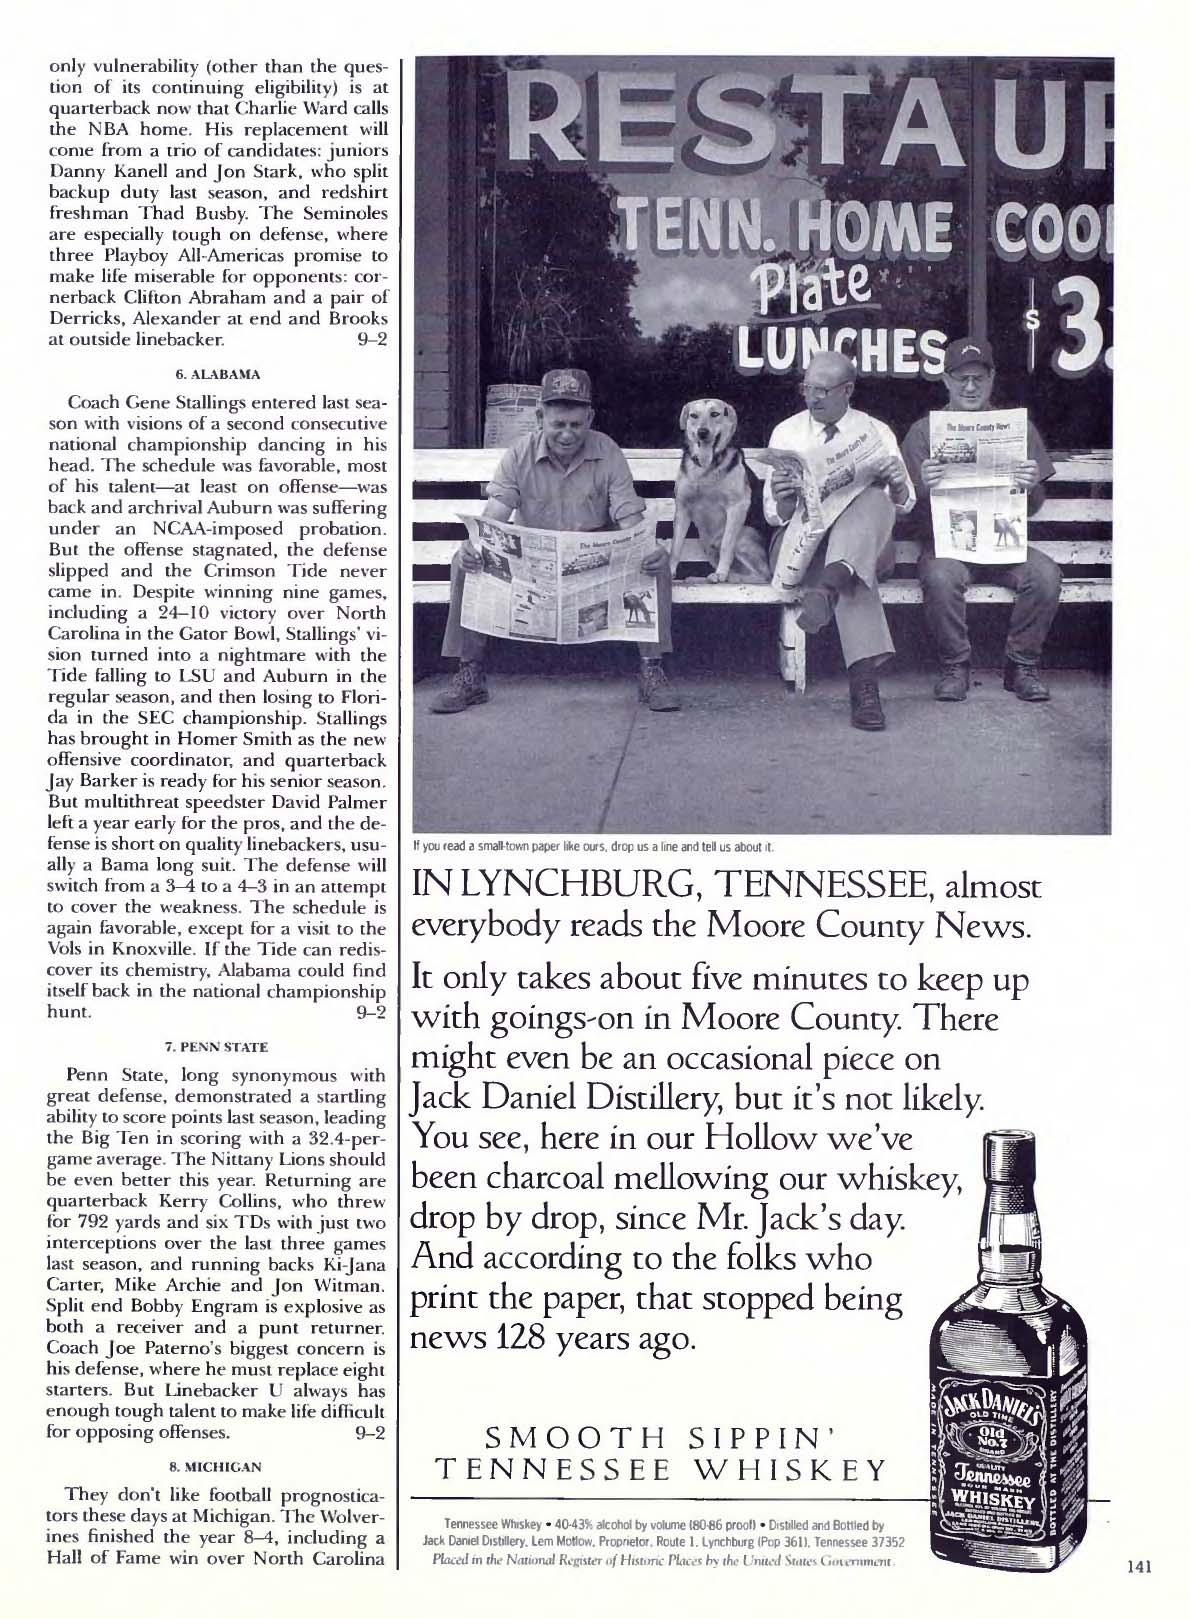 only vulnerability (other than the ques-
tion of its continuing eligibility) is at
quarterback now that Charlie Ward calls
the NBA home. His replacement will
come from a trio of candidates: juniors
Danny Kanell and Jon Stark, who split
backup duty last season, and redshirt
freshman Thad Busby. The Seminoles
are especially tough on defense, where
three Playboy All-Americas promise to
make life miserable for opponents: cor-
nerback Clifton Abraham and a pair of
Derricks, Alexander at end and Brooks
at outside linebacker. 9–2
6. ALABAMA
Coach Gene Stallings entered last sea-
son with visions of a second consecutive
national championship dancing in his
head. The schedule was favorable, most
of his talent—at least on offense—was
back and archrival Auburn was suffering
under an NCAA-imposed probation.
But the offense stagnated, the defense
slipped and the Crimson Tide never
came in. Despite winning nine games,
including a 24–10 victory over North
Carolina in the Gator Bowl, Stallings' vi-
sion turned into a nightmare with the
Tide falling to LSU and Auburn in the
regular season, and then losing to Flori-
da in the SEC championship. Stallings
has brought in Homer Smith as the new
offensive coordinator, and quarterback
Jay Barker is ready for his senior season.
But multithreat speedster David Palmer
left a year early for the pros, and the de-
fense is short on quality linebackers, usu-
ally a Bama long suit. The defense will
switch from a 3–4 to a 4–3 in an attempt
to cover the weakness. The schedule is
again favorable, except for a visit to the
Vols in Knoxville. If the Tide can redis-
cover its chemistry, Alabama could find
itself back in the national championship
hunt. 9–2
7. PENN STATE
Penn State, long synonymous with
great defense, demonstrated a startling
ability to score points last season, leading
the Big Ten in scoring with a 32.4-per-
game average. The Nittany Lions should
be even better this year. Returning are
quarterback Kerry Collins, who threw
for 792 yards and six TDs with just two
interceptions over the last three games
last season, and running backs Ki-Jana
Carter, Mike Archie and Jon Witman.
Split end Bobby Engram is explosive as
both a receiver and a punt returner.
Coach Joe Paterno's biggest concern is
his defense, where he must replace eight
starters. But Linebacker U always has
enough tough talent to make life difficult
for opposing offenses. 9–2
8. MICHIGAN
They don't like football prognostica-
tors these days at Michigan. The Wolver-
ines finished the year 8–4, including a
Hall of Fame win over North Carolina
RESTAUR
TENN. HOME COO
Plate
LUNCHES $3.
The Moore County News
The Moore County News
The Moore County News
If you read a small-town paper like ours, drop us a line and tell us about it.
IN LYNCHBURG, TENNESSEE, almost
everybody reads the Moore County News.
It only takes about five minutes to keep up
with goings-on in Moore County. There
might even be an occasional piece on
Jack Daniel Distillery, but it's not likely.
You see, here in our Hollow we've
been charcoal mellowing our whiskey,
drop by drop, since Mr. Jack's day.
And according to the folks who
print the paper, that stopped being
news 128 years ago.
SMOOTH SIPPIN'
TENNESSEE WHISKEY
JACK DANIEL'S
OLD TIME
Old
No.7
BRAND
QUALITY
Tennessee
SOUR MASH
WHISKEY
JACK DANIEL DISTILLERY
MADE IN TENNESSEE
BOTTLED AT THE DISTILLERY
Tennessee Whiskey • 40-43% alcohol by volume (80-86 proof) • Distilled and Bottled by
Jack Daniel Distillery, Lem Motlow, Proprietor, Route 1, Lynchburg (Pop 361), Tennessee 37352
Placed in the National Register of Historic Places by the United States Government.
141